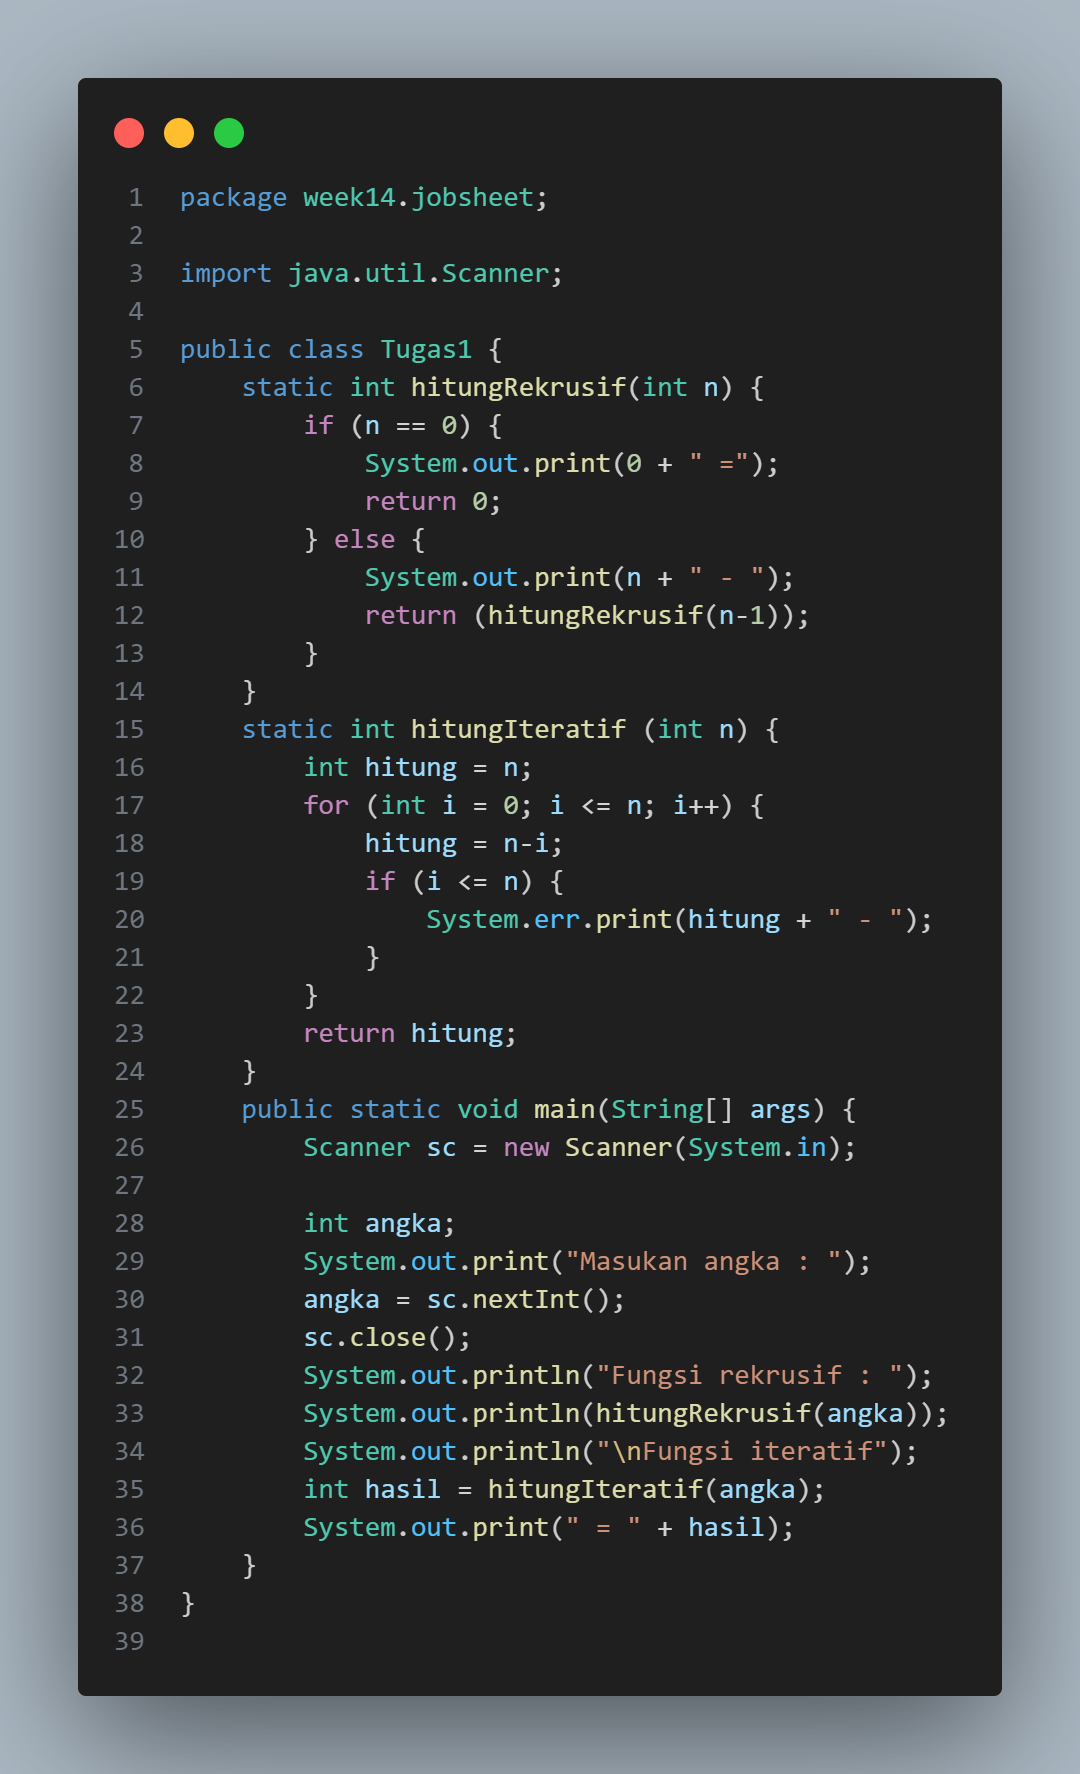 1 package week14.jobsheet;
2
3 import java.util.Scanner;
4
5 public class Tugas1 {
6     static int hitungRekrusif(int n) {
7         if (n == 0) {
8             System.out.print(0 + " =");
9             return 0;
10         } else {
11             System.out.print(n + " - ");
12             return (hitungRekrusif(n-1));
13         }
14     }
15     static int hitungIteratif (int n) {
16         int hitung = n;
17         for (int i = 0; i <= n; i++) {
18             hitung = n-i;
19             if (i <= n) {
20                 System.err.print(hitung + " - ");
21             }
22         }
23         return hitung;
24     }
25     public static void main(String[] args) {
26         Scanner sc = new Scanner(System.in);
27
28         int angka;
29         System.out.print("Masukan angka : ");
30         angka = sc.nextInt();
31         sc.close();
32         System.out.println("Fungsi rekrusif : ");
33         System.out.println(hitungRekrusif(angka));
34         System.out.println("\nFungsi iteratif");
35         int hasil = hitungIteratif(angka);
36         System.out.print(" = " + hasil);
37     }
38 }
39